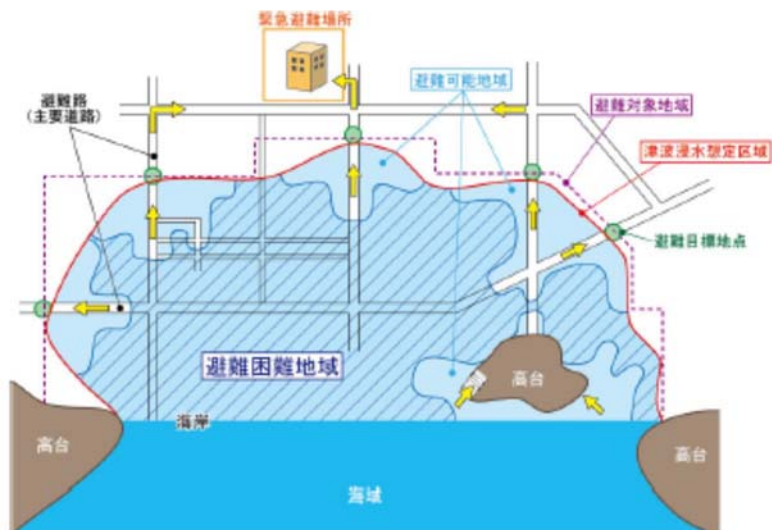 緊急避難場所
避難可能地域
避難路
(主要道路)
避難対象地域
津波浸水想定区域
避難目標地点
避難困難地域
高台
海岸
高台
高台
海域